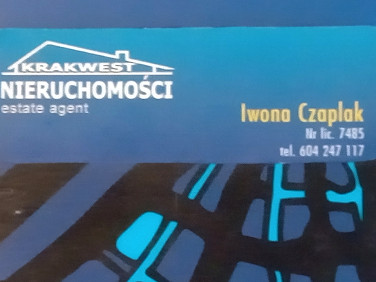 KRAKWEST
NIERUCHOMOŚCI
estate agent
Iwona Czaplak
Nr lic. 7485
tel. 604 247 117